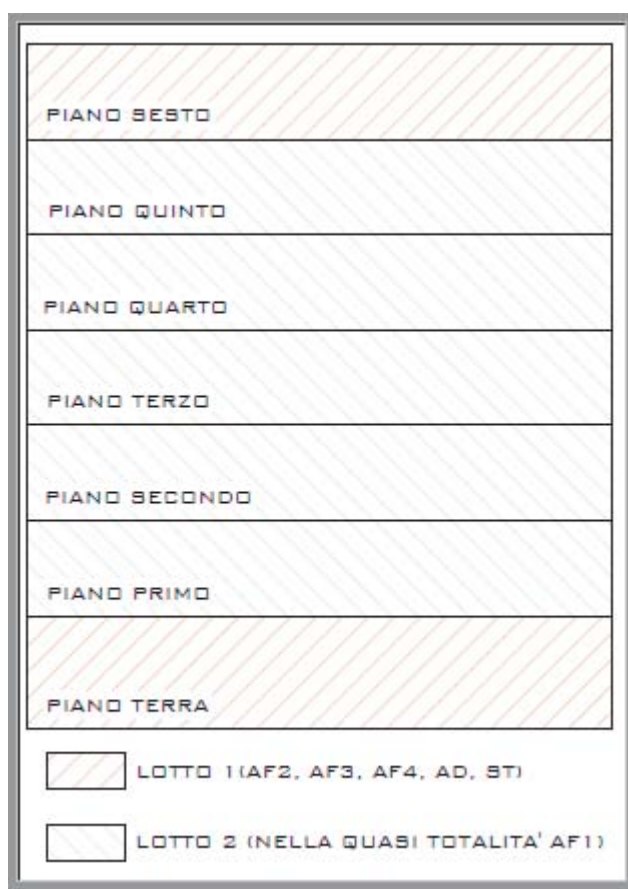 PIANO SESTO
PIANO QUINTO
PIANO QUARTO
PIANO TERZO
PIANO SECONDO
PIANO PRIMO
PIANO TERRA
LOTTO 1(AF2, AF3, AF4, AD, ST)
LOTTO 2 (NELLA QUASI TOTALITA' AF1)